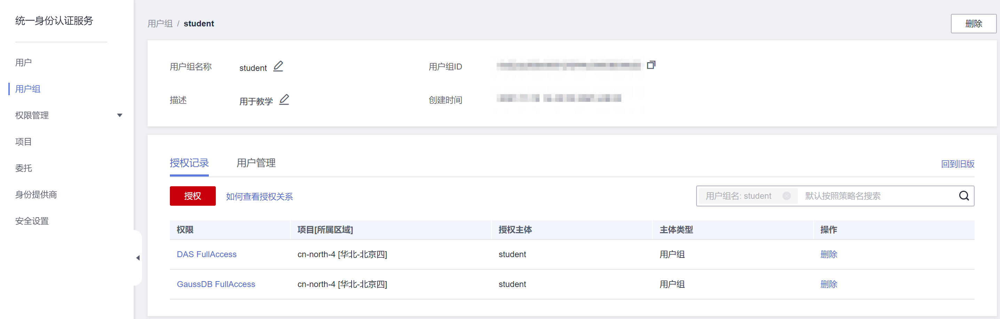 统一身份认证服务
用户
用户组
权限管理
项目
委托
身份提供商
安全设置
用户组 / student
删除
用户组名称 student
用户组ID
描述 用于教学
创建时间
授权记录 用户管理
回到旧版
授权 如何查看授权关系
用户组名: student 默认按照策略名搜索
权限 项目[所属区域] 授权主体 主体类型 操作
DAS FullAccess cn-north-4 [华北-北京四] student 用户组 删除
GaussDB FullAccess cn-north-4 [华北-北京四] student 用户组 删除